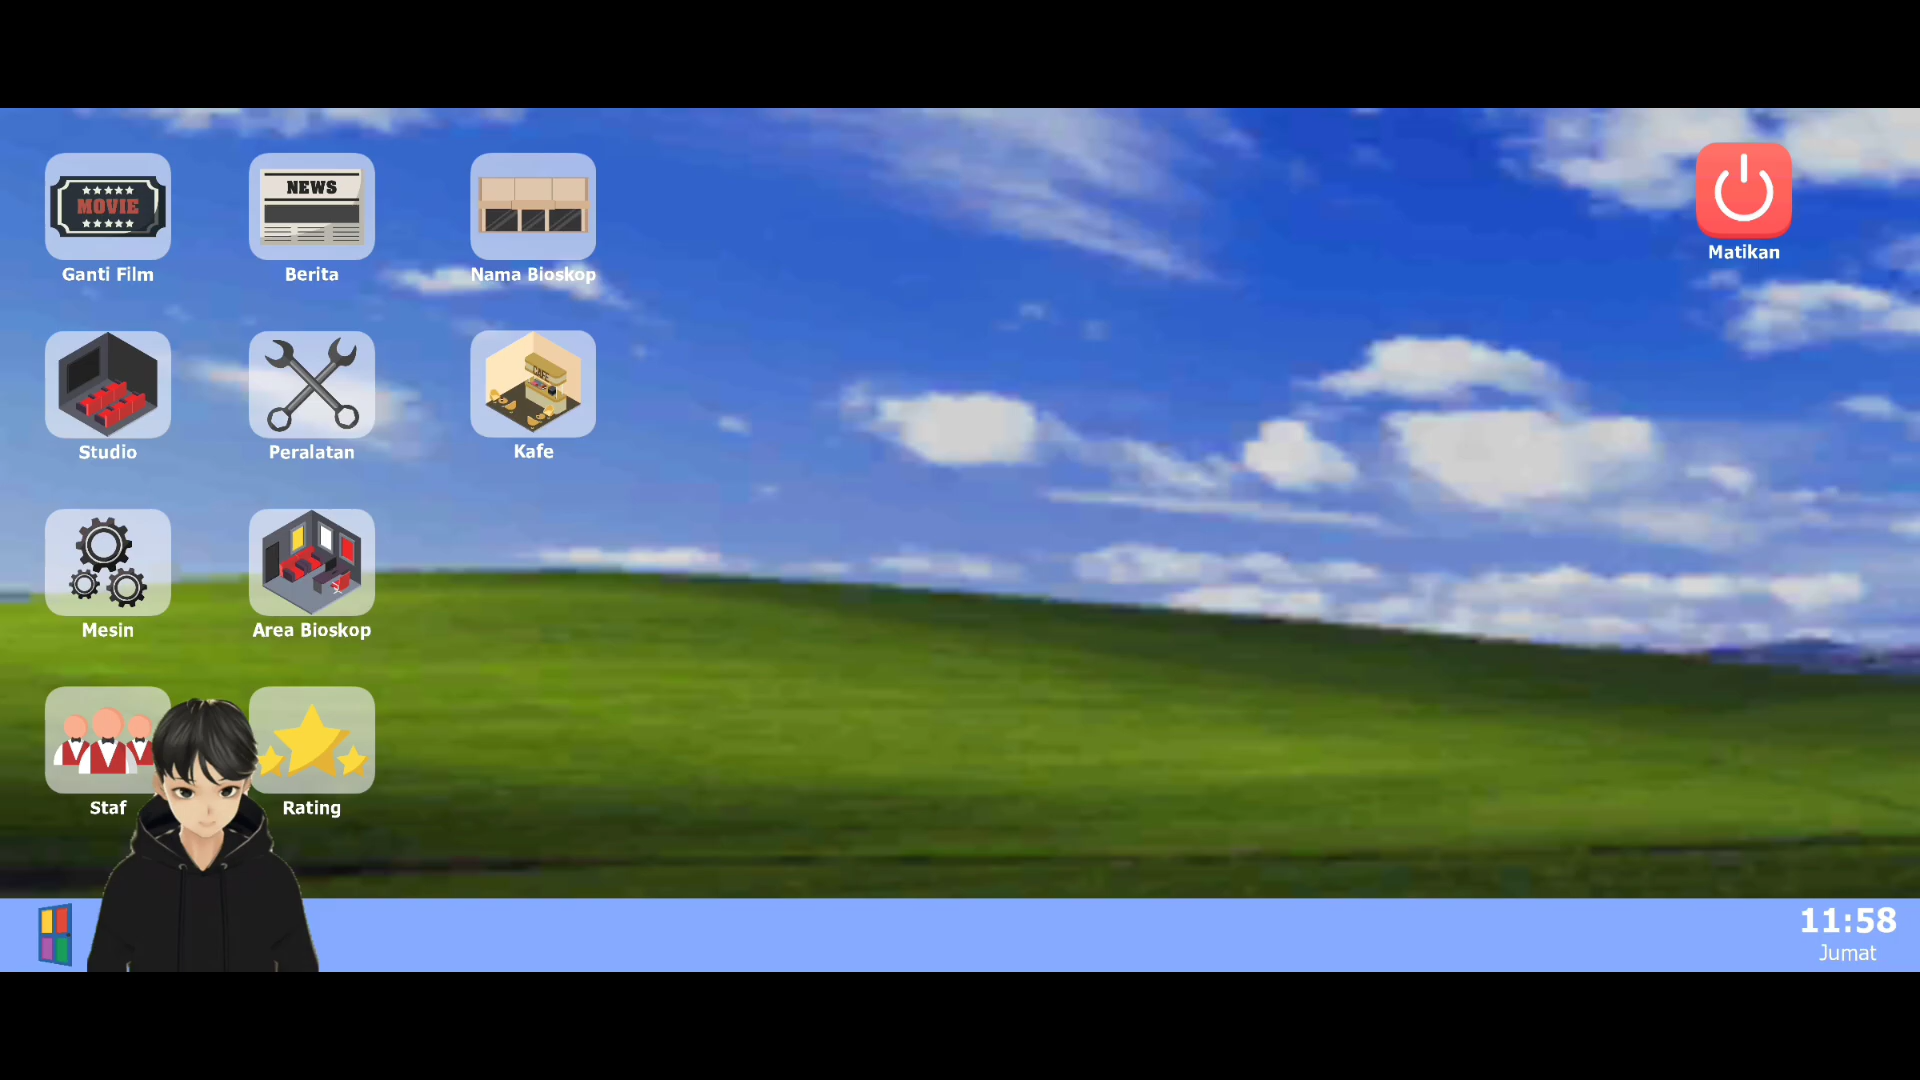 MOVIE
Ganti Film
NEWS
Berita
Nama Bioskop
Matikan
Studio
Peralatan
CAFE
Kafe
Mesin
Area Bioskop
Staf
Rating
11:58
Jumat